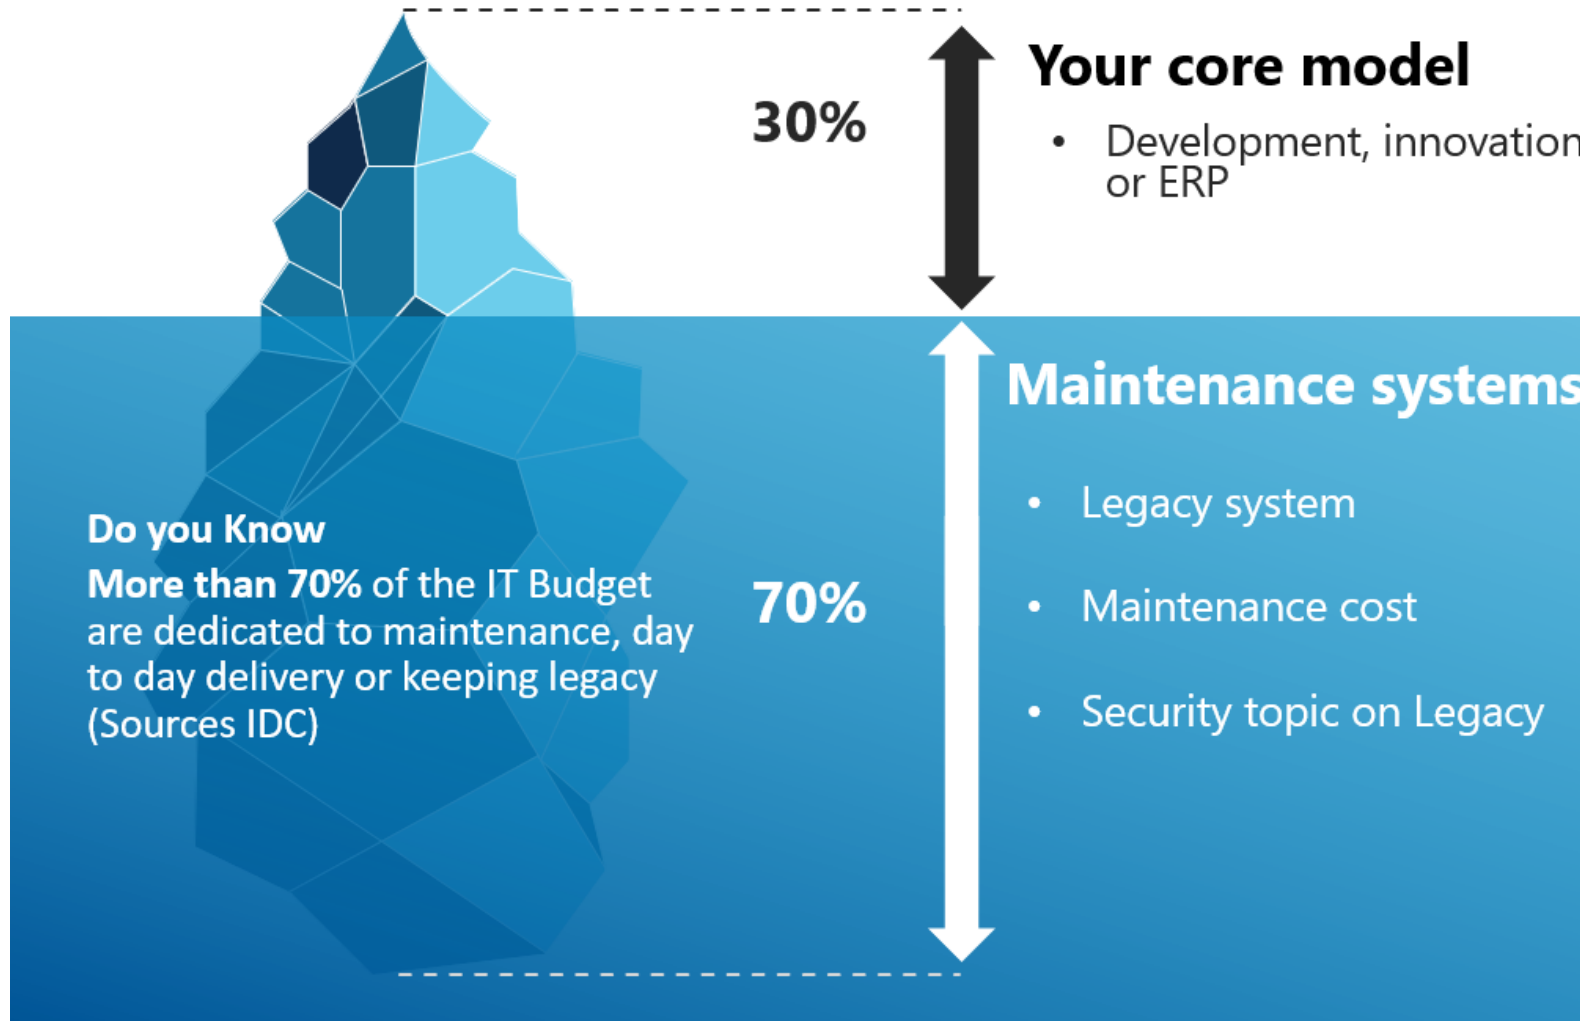 Your core model
30%
• Development, innovation
or ERP
Maintenance systems
• Legacy system
Do you Know
More than 70% of the IT Budget
are dedicated to maintenance, day
to day delivery or keeping legacy
(Sources IDC)
70%
• Maintenance cost
• Security topic on Legacy